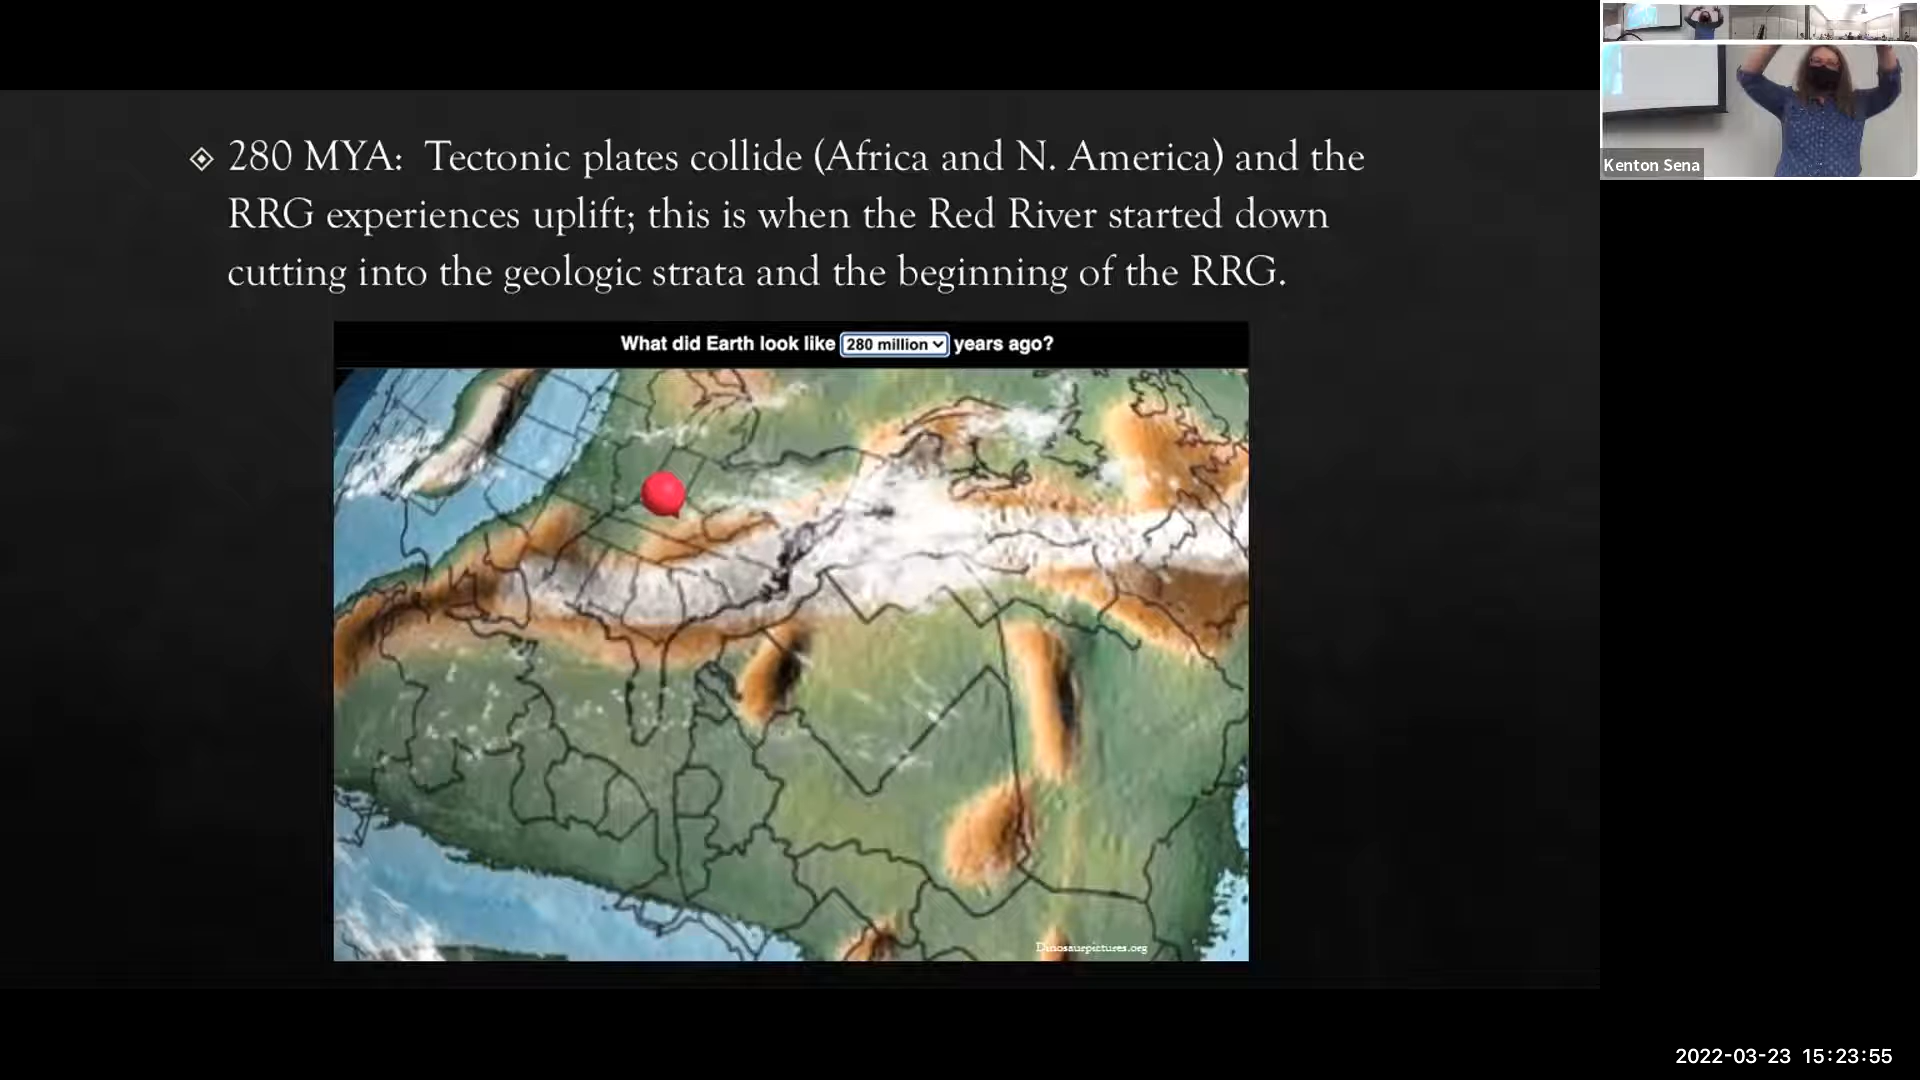 280 MYA: Tectonic plates collide (Africa and N. America) and the
RRG experiences uplift; this is when the Red River started down
cutting into the geologic strata and the beginning of the RRG.
What did Earth look like 280 million years ago?
Dinosaurpictures.org
Kenton Sena
2022-03-23 15:23:55